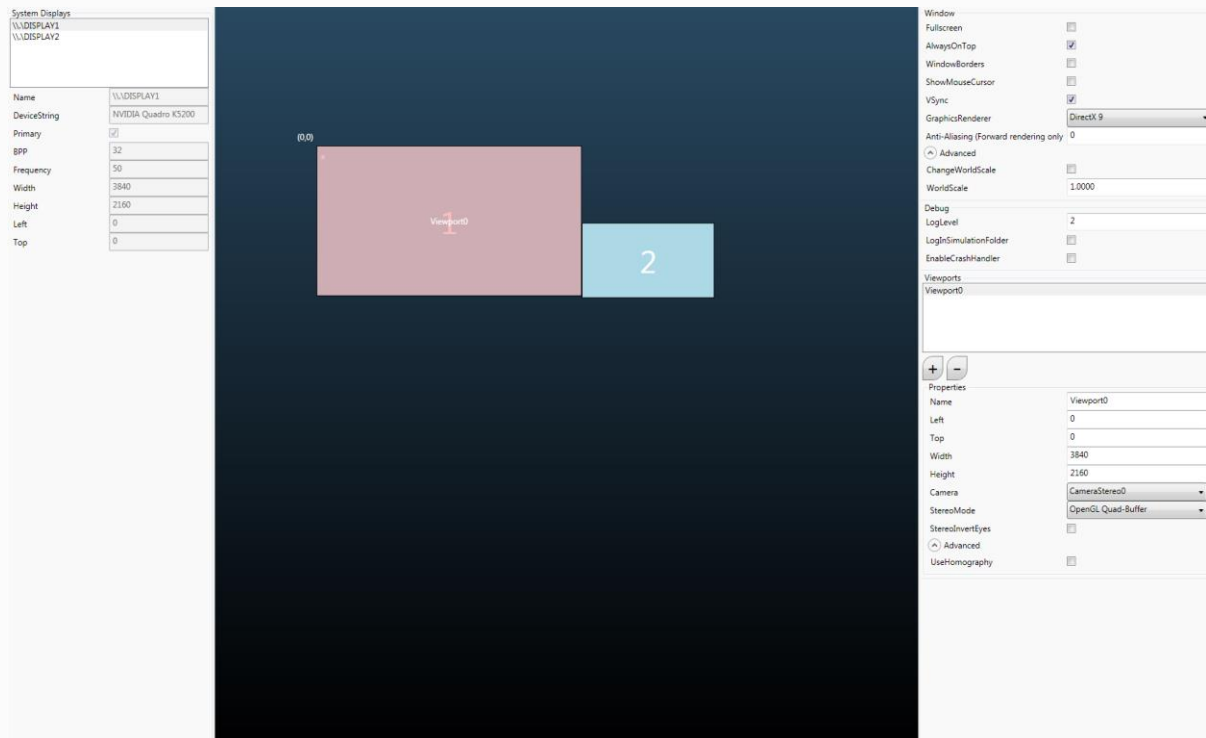 System Displays
\\.\DISPLAY1
\\.\DISPLAY2
Name \\.\DISPLAY1
DeviceString NVIDIA Quadro K5200
Primary
BPP 32
Frequency 50
Width 3840
Height 2160
Left 0
Top 0
(0,0)
Viewport0
1
2
Window
Fullscreen
AlwaysOnTop
WindowBorders
ShowMouseCursor
VSync
GraphicsRenderer DirectX 9
Anti-Aliasing (Forward rendering only 0
Advanced
ChangeWorldScale
WorldScale 1.0000
Debug
LogLevel 2
LogInSimulationFolder
EnableCrashHandler
Viewports
Viewport0
+ -
Properties
Name Viewport0
Left 0
Top 0
Width 3840
Height 2160
Camera CameraStereo0
StereoMode OpenGL Quad-Buffer
StereoInvertEyes
Advanced
UseHomography